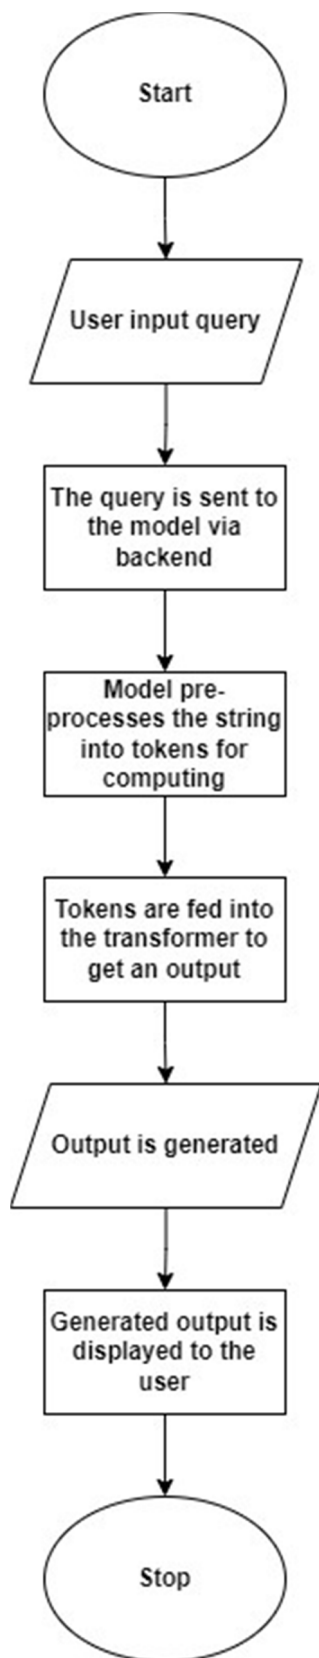 Start
User input query
The query is sent to
the model via
backend
Model pre-
processes the string
into tokens for
computing
Tokens are fed into
the transformer to
get an output
Output is generated
Generated output is
displayed to the
user
Stop